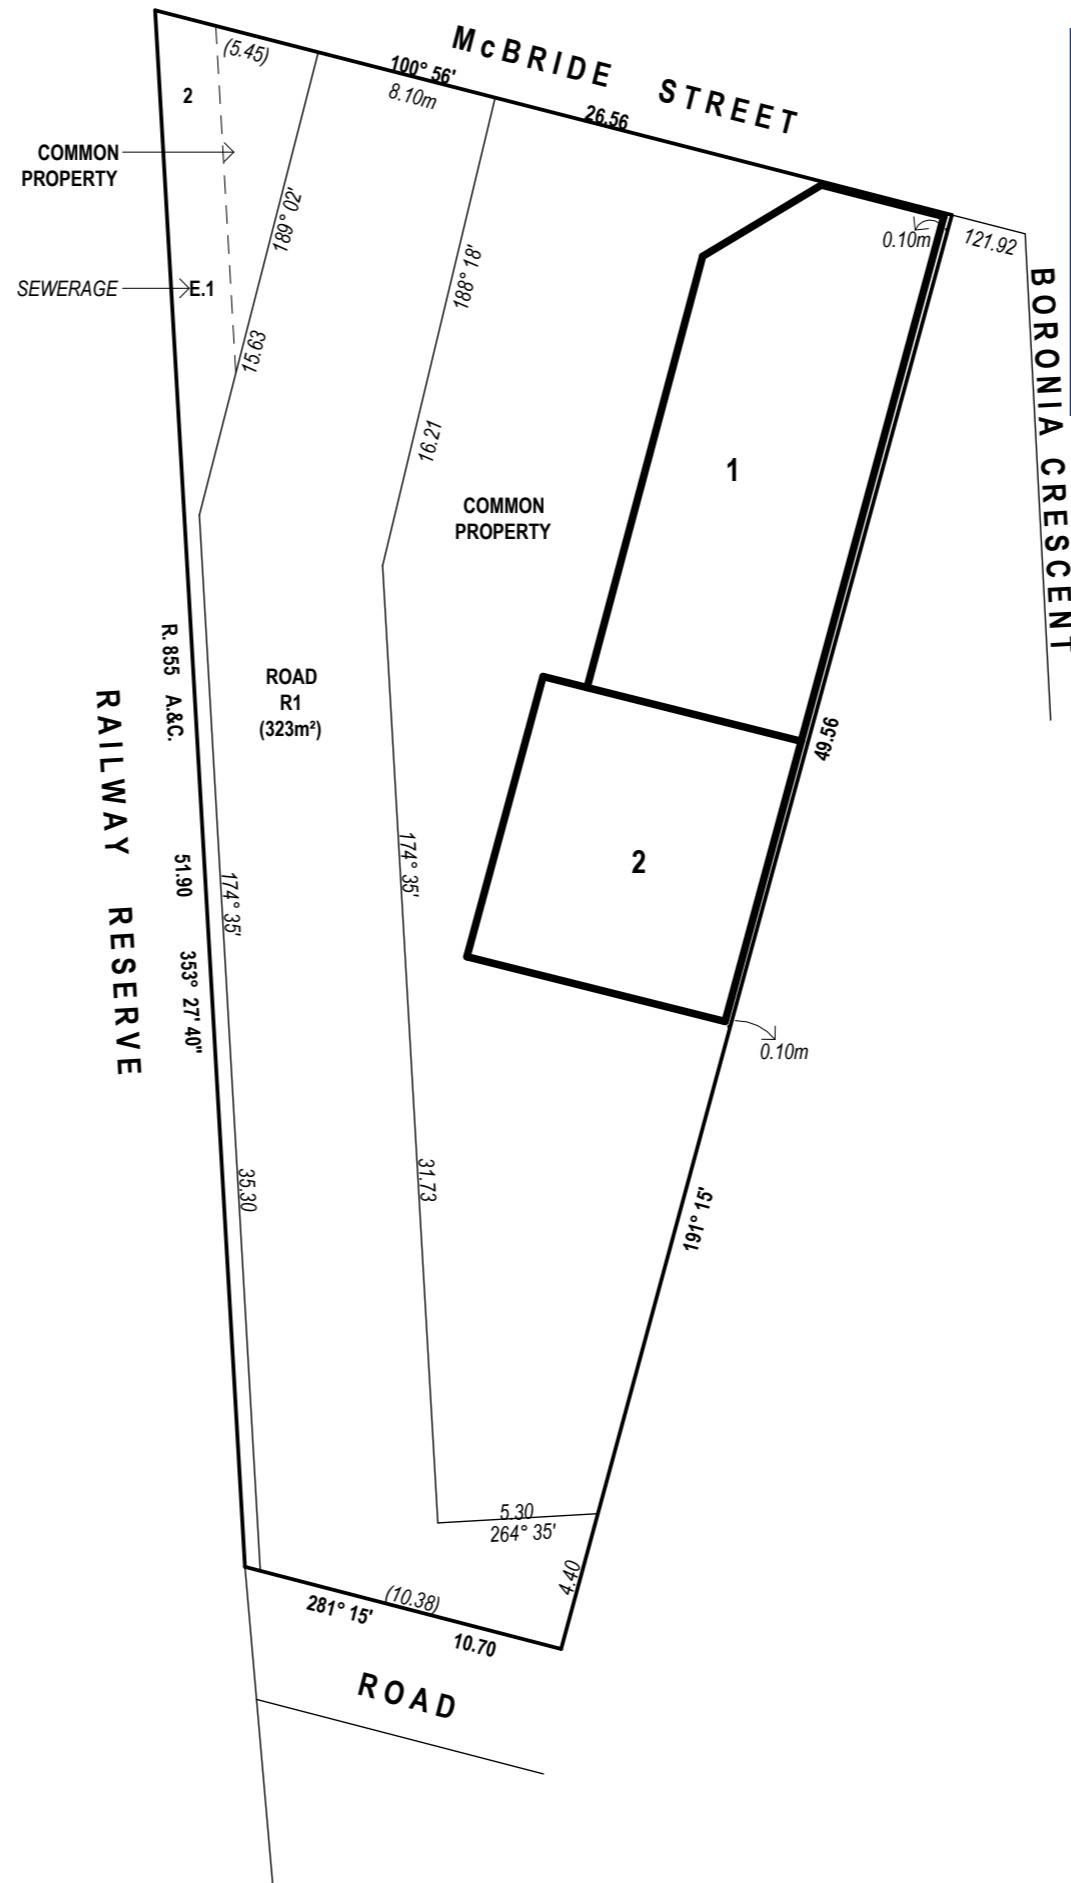 McBRIDE STREET
(5.45)
100° 56'
8.10m
26.56
2
COMMON
PROPERTY
189° 02'
188° 18'
0.10m
121.92
SEWERAGE
E.1
BORONIA CRESCENT
15.63
16.21
1
COMMON
PROPERTY
R. 855 A.&C.
ROAD
R1
(323m²)
RAILWAY RESERVE
49.56
174° 35'
2
51.90
174° 35'
353° 27' 40"
0.10m
35.30
31.73
191° 15'
5.30
264° 35'
4.40
(10.38)
281° 15'
10.70
ROAD